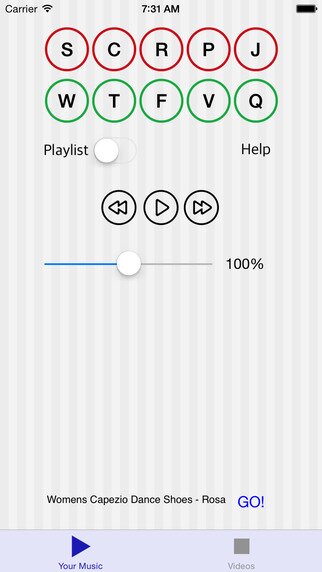 Carrier 7:31 AM
S C R P J
W T F V Q
Playlist Help
100%
Womens Capezio Dance Shoes - Rosa GO!
Your Music Videos